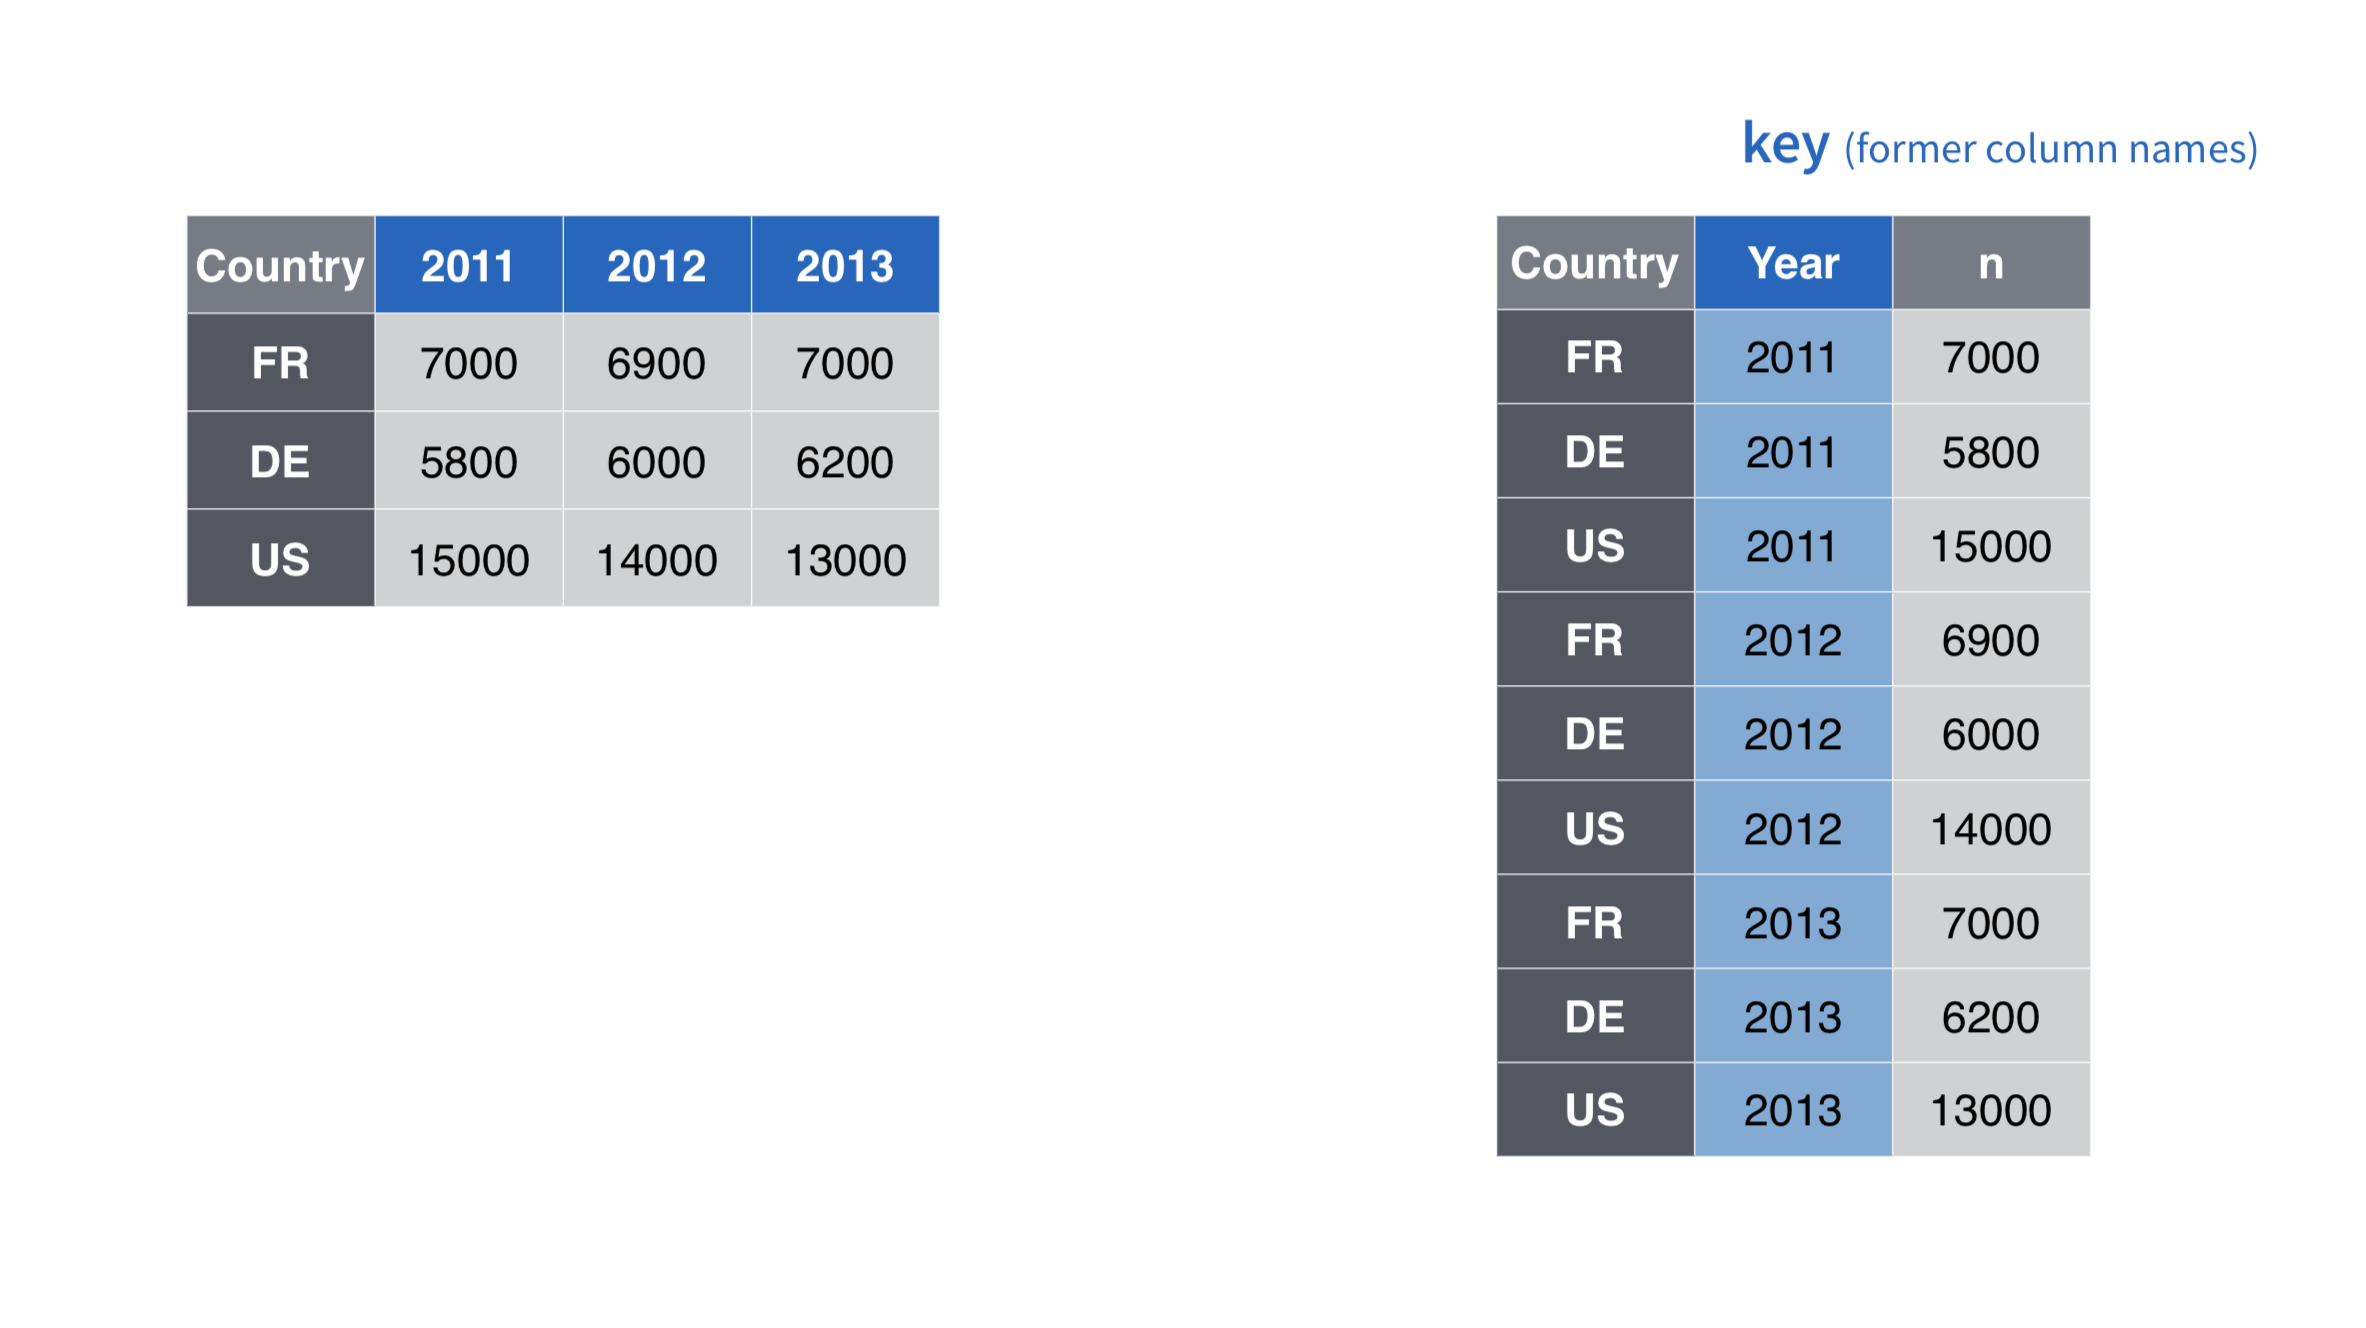 key (former column names)
Country 2011 2012 2013
FR 7000 6900 7000
DE 5800 6000 6200
US 15000 14000 13000
Country Year n
FR 2011 7000
DE 2011 5800
US 2011 15000
FR 2012 6900
DE 2012 6000
US 2012 14000
FR 2013 7000
DE 2013 6200
US 2013 13000